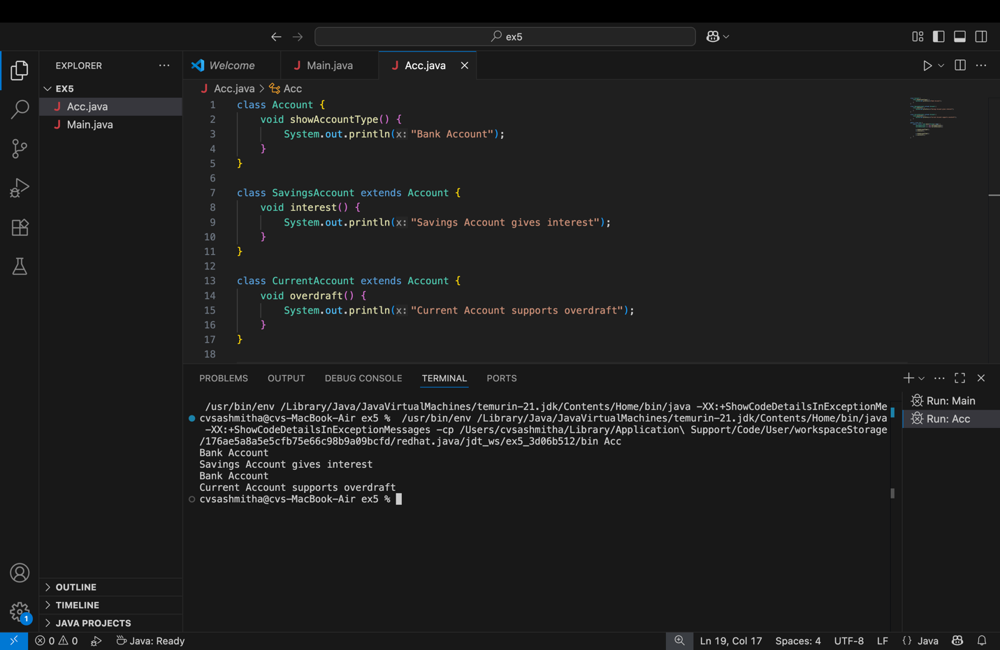 ex5
EXPLORER
EX5
Acc.java
Main.java
Welcome
Main.java
Acc.java
Acc.java > Acc
1 class Account {
2 void showAccountType() {
3 System.out.println(x: "Bank Account");
4 }
5 }
6
7 class SavingsAccount extends Account {
8 void interest() {
9 System.out.println(x: "Savings Account gives interest");
10 }
11 }
12
13 class CurrentAccount extends Account {
14 void overdraft() {
15 System.out.println(x: "Current Account supports overdraft");
16 }
17 }
18
PROBLEMS OUTPUT DEBUG CONSOLE TERMINAL PORTS
/usr/bin/env /Library/Java/JavaVirtualMachines/temurin-21.jdk/Contents/Home/bin/java -XX:+ShowCodeDetailsInExceptionMe
cvsashmitha@cvs-MacBook-Air ex5 % /usr/bin/env /Library/Java/JavaVirtualMachines/temurin-21.jdk/Contents/Home/bin/java
-XX:+ShowCodeDetailsInExceptionMessages -cp /Users/cvsashmitha/Library/Application\ Support/Code/User/workspaceStorage
/176ae5a8a5e5cfb75e66c98b9a09bcfd/redhat.java/jdt_ws/ex5_3d06b512/bin Acc
Bank Account
Savings Account gives interest
Bank Account
Current Account supports overdraft
cvsashmitha@cvs-MacBook-Air ex5 %
Run: Main
Run: Acc
OUTLINE
TIMELINE
JAVA PROJECTS
1
0 0 Java: Ready Ln 19, Col 17 Spaces: 4 UTF-8 LF {} Java